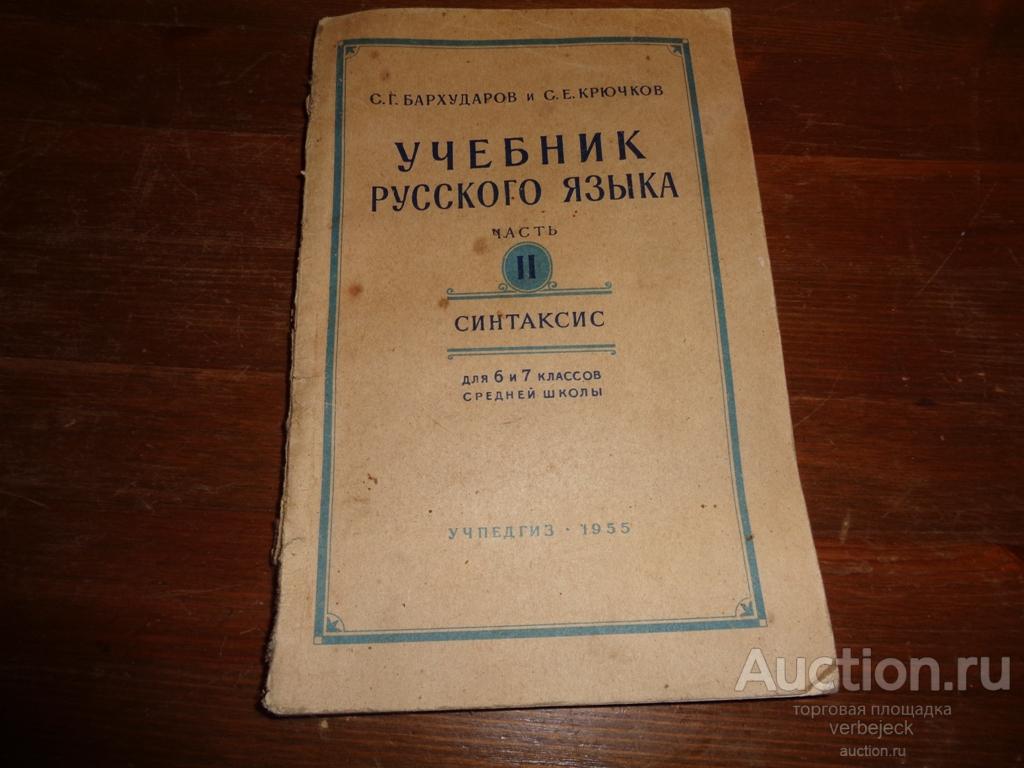 С.Г. БАРХУДАРОВ и С.Е. КРЮЧКОВ
УЧЕБНИК
РУССКОГО ЯЗЫКА
ЧАСТЬ
II
СИНТАКСИС
ДЛЯ 6 И 7 КЛАССОВ
СРЕДНЕЙ ШКОЛЫ
УЧПЕДГИЗ · 1955
Auction.ru
торговая площадка
verbejeck
auction.ru